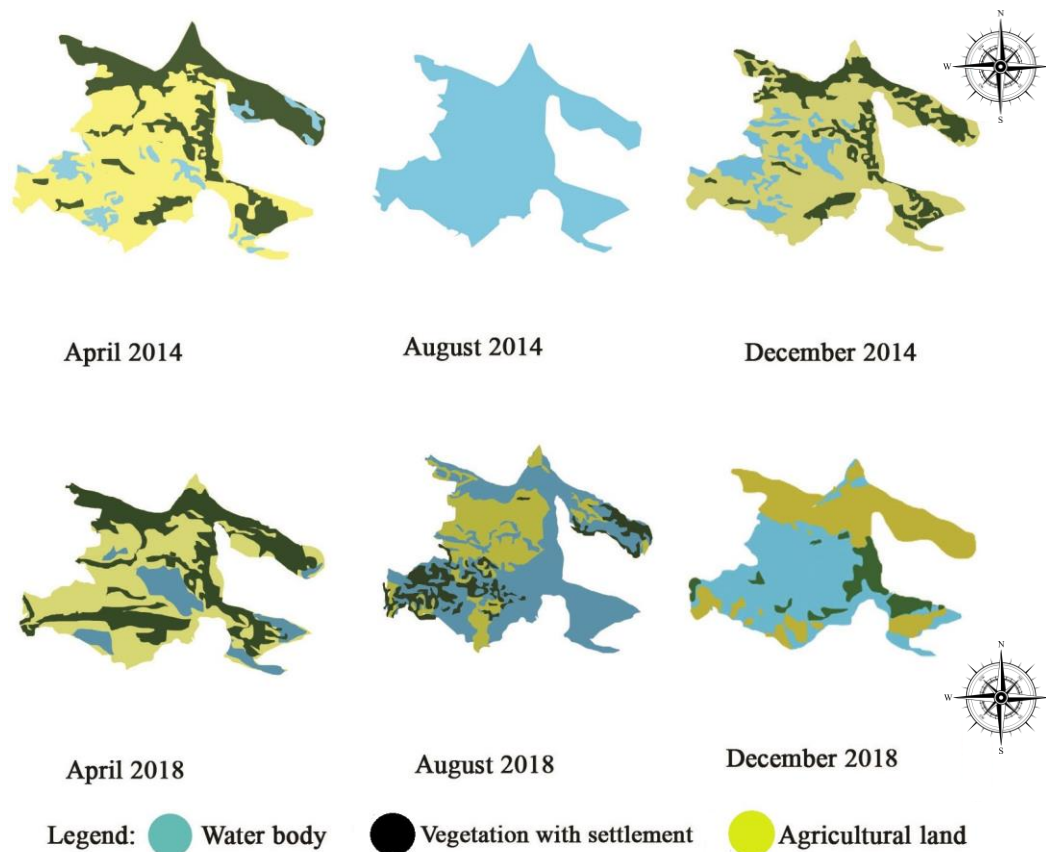 N
W
S
April 2014
August 2014
December 2014
N
W
S
April 2018
August 2018
December 2018
Legend: Water body Vegetation with settlement Agricultural land